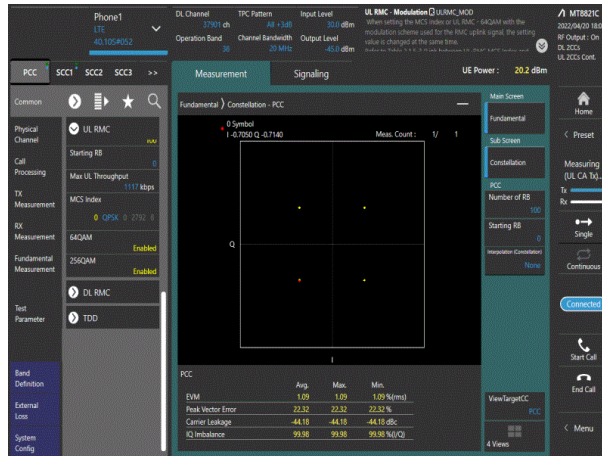 Phone1
LTE
40.105#052
DL Channel
37901 ch
TPC Pattern
All +3dB
Input Level
30.0 dBm
Operation Band
38
Channel Bandwidth
20 MHz
Output Level
-45.0 dBm
UL RMC - Modulation
ULRMC_MOD
When setting the MCS index or UL RMC - 64QAM with the
modulation scheme used for the RMC uplink signal, the setting
value is changed at the same time.
MT8821C
2022/04/20 18:0
RF Output : On
DL 2CCs
UL 2CCs Cont.
PCC
SCC1
SCC2
SCC3
>>
Measurement
Signaling
UE Power : 20.2 dBm
Common
Physical
Channel
Call
Processing
TX
Measurement
RX
Measurement
Fundamental
Measurement
Test
Parameter
Band
Definition
External
Loss
System
Config
UL RMC
Starting RB
0
Max UL Throughput
1117 kbps
MCS Index
0 QPSK 0 2792 8
64QAM
Enabled
256QAM
Enabled
DL RMC
TDD
Fundamental 》 Constellation - PCC
0 Symbol
I -0.7050 Q -0.7140
Meas. Count : 1/ 1
Q
I
PCC
Avg. Max. Min.
EVM 1.09 1.09 1.09 %(rms)
Peak Vector Error 22.32 22.32 22.32 %
Carrier Leakage -44.18 -44.18 -44.18 dBc
IQ Imbalance 99.98 99.98 99.98 %(I/Q)
Main Screen
Fundamental
Sub Screen
Constellation
PCC
Number of RB
100
Starting RB
0
Interpolation (Constellation)
None
ViewTargetCC
PCC
4 Views
Home
< Preset
Measuring
(UL CA Tx)...
Tx
Rx
Single
Continuous
Connected
Start Call
End Call
< Menu